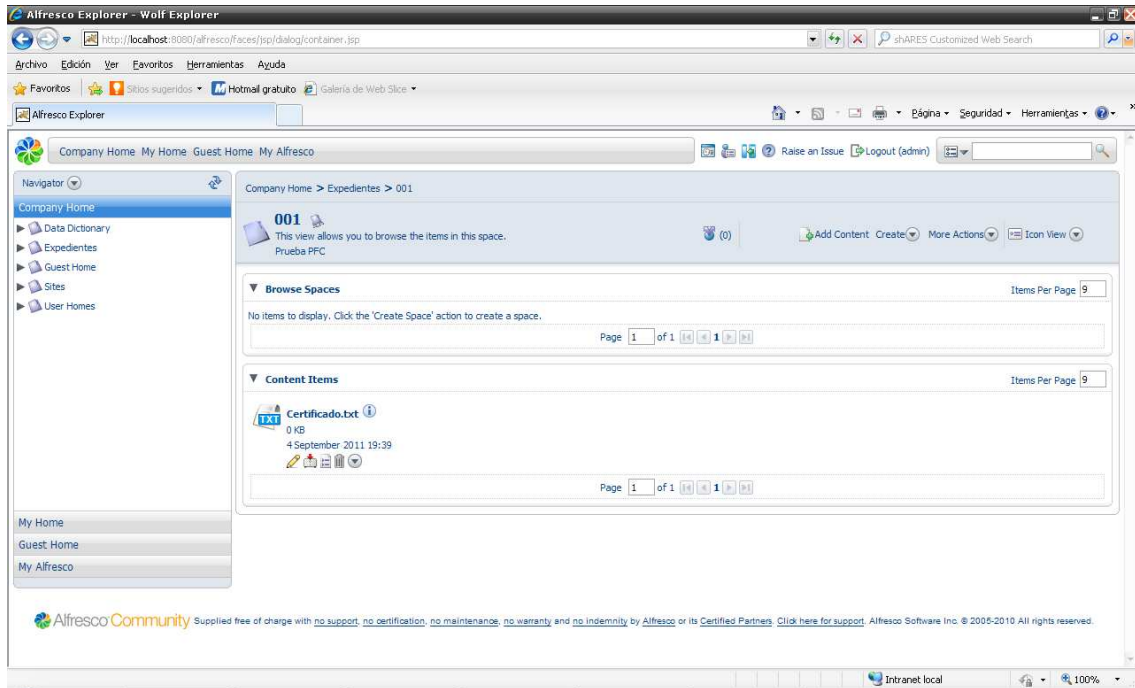 Alfresco Explorer - Wolf Explorer
http://localhost:8080/alfresco/faces/jsp/dialog/container.jsp
shARES Customized Web Search
Archivo Edición Ver Favoritos Herramientas Ayuda
Favoritos Sitios sugeridos Hotmail gratuito Galería de Web Slice
Alfresco Explorer
Página Seguridad Herramientas
Company Home My Home Guest Home My Alfresco
Raise an Issue Logout (admin)
Navigator
Company Home
Data Dictionary
Expedientes
Guest Home
Sites
User Homes
My Home
Guest Home
My Alfresco
Company Home > Expedientes > 001
001
This view allows you to browse the items in this space.
Prueba PFC
(0)
Add Content Create More Actions Icon View
Browse Spaces
Items Per Page 9
No items to display. Click the 'Create Space' action to create a space.
Page 1 of 1 1
Content Items
Items Per Page 9
TXT
Certificado.txt
0 KB
4 September 2011 19:39
Page 1 of 1 1
Alfresco Community Supplied free of charge with no support, no certification, no maintenance, no warranty and no indemnity by Alfresco or its Certified Partners. Click here for support. Alfresco Software Inc. © 2005-2010 All rights reserved.
Intranet local
100%